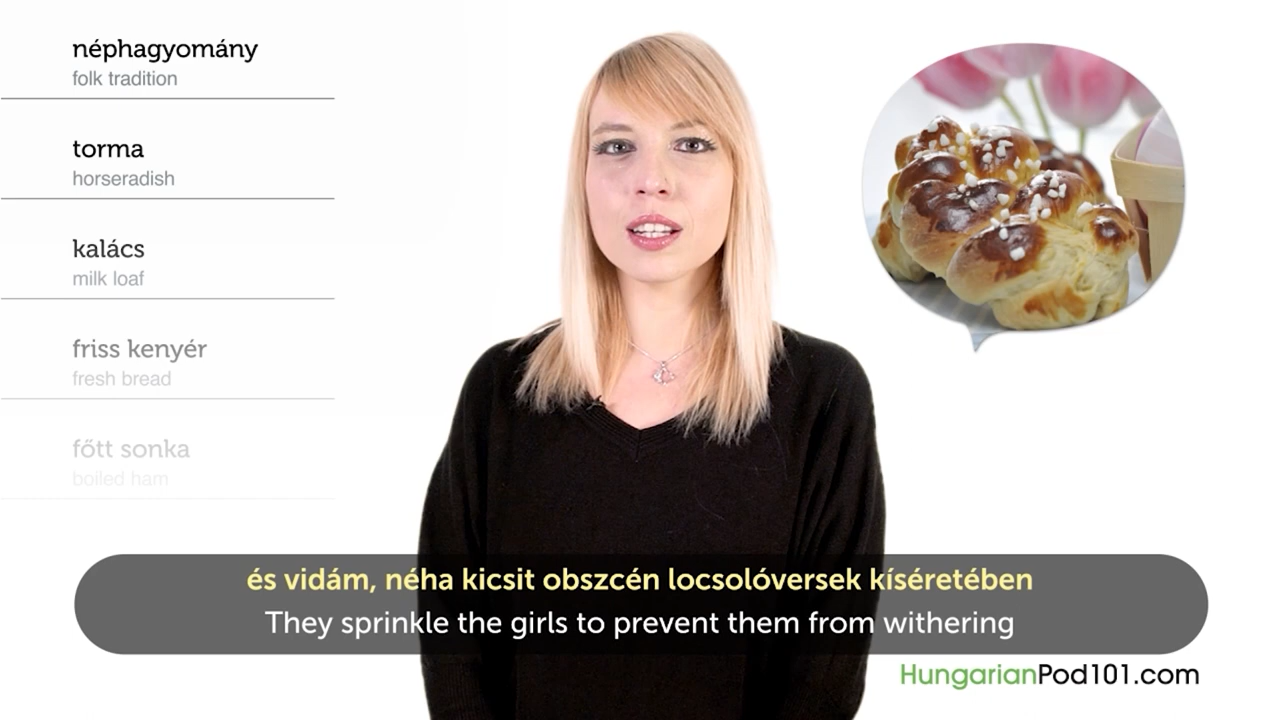 néphagyomány
folk tradition
torma
horseradish
kalács
milk loaf
friss kenyér
fresh bread
főtt sonka
boiled ham
és vidám, néha kicsit obszcén locsolóversek kíséretében
They sprinkle the girls to prevent them from withering
HungarianPod101.com